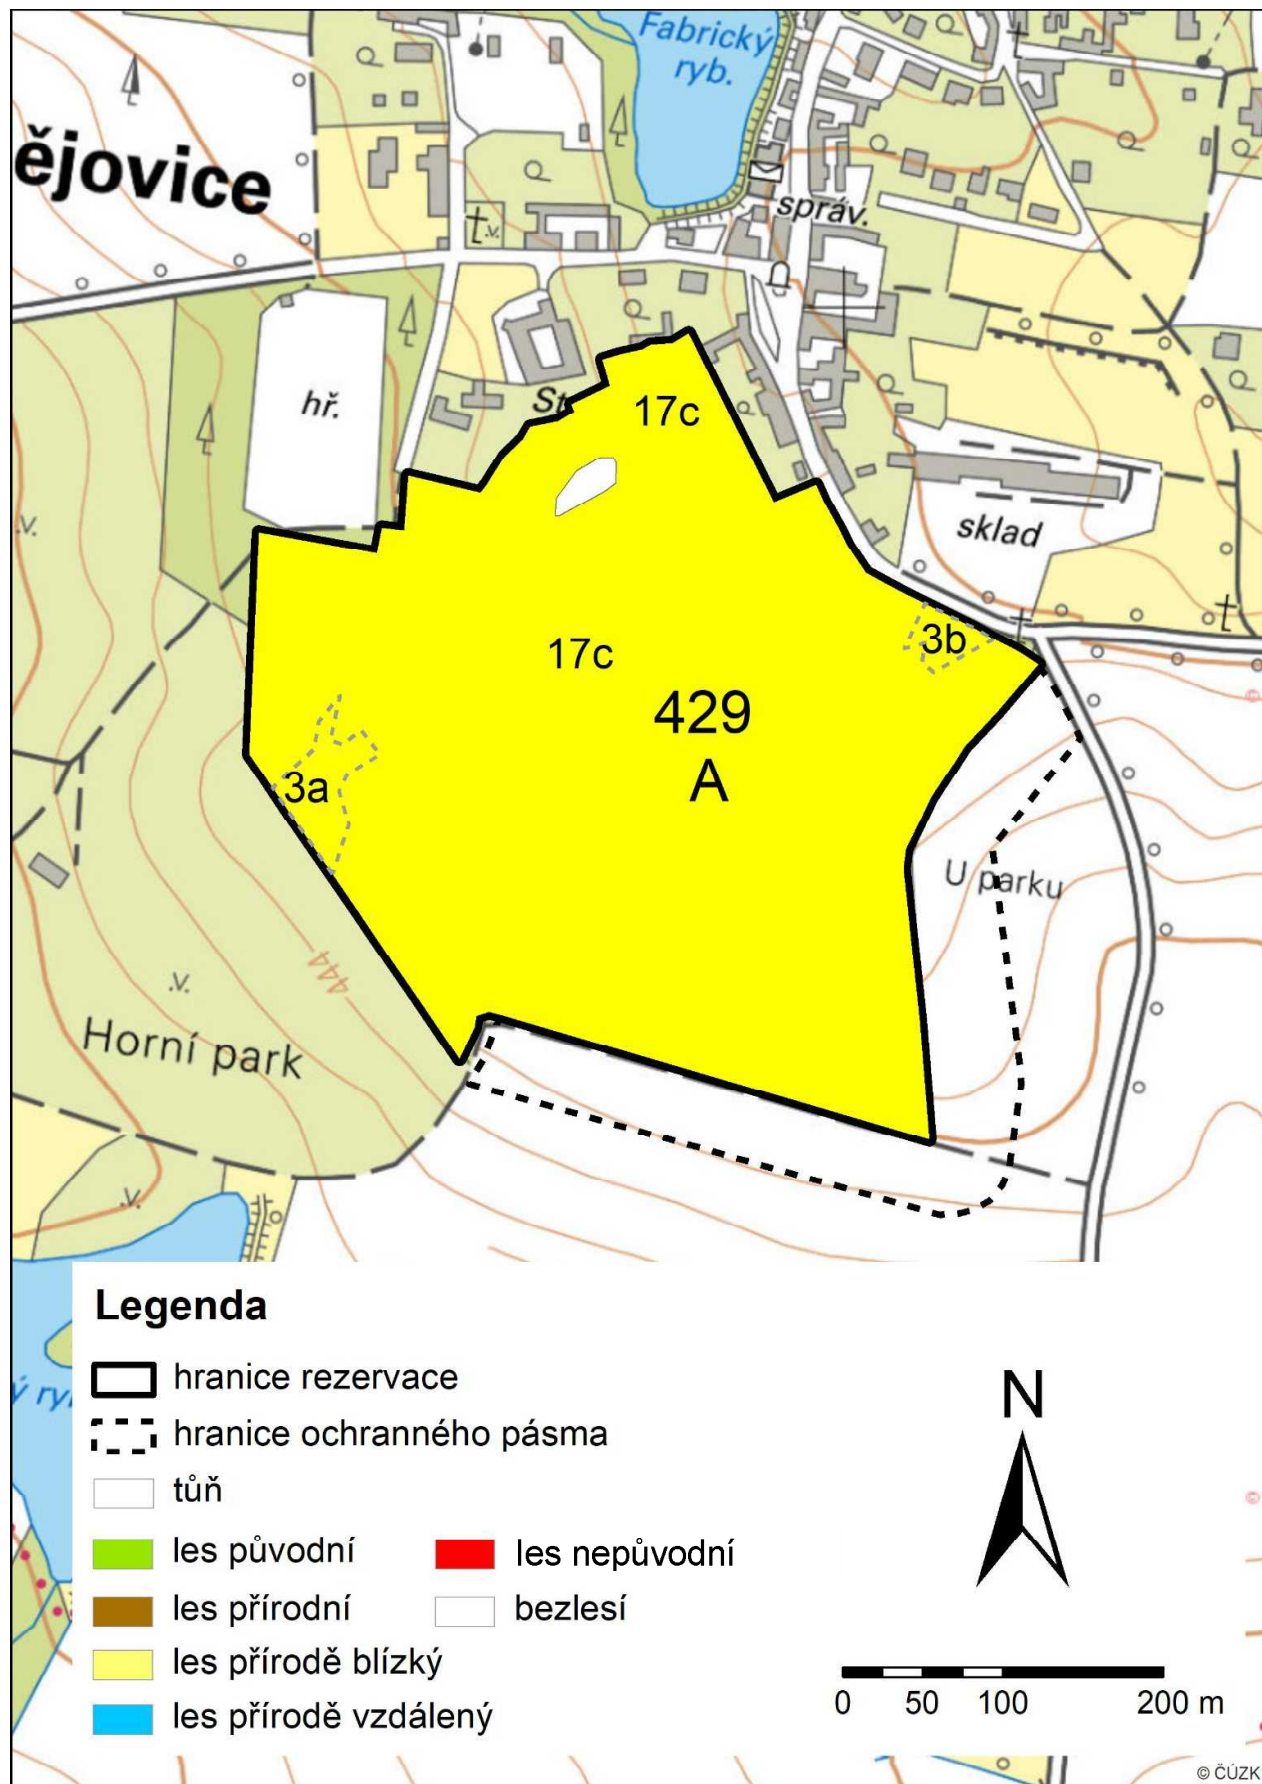 Fabrický
ryb.
ějovice
správ.
hř.
17c
sklad
3b
17c
429
A
3a
U parku
444
Horní park
Legenda
hranice rezervace
hranice ochranného pásma
tůň
les původní
les nepůvodní
les přírodní
bezlesí
les přírodě blízký
les přírodě vzdálený
N
0 50 100 200 m
© ČÚZK